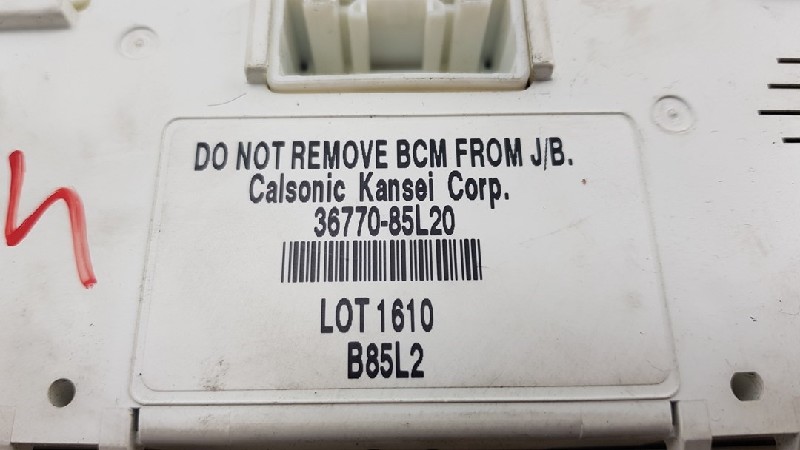 DO NOT REMOVE BCM FROM J/B.
Calsonic Kansei Corp.
36770-85L20
LOT 1610
B85L2